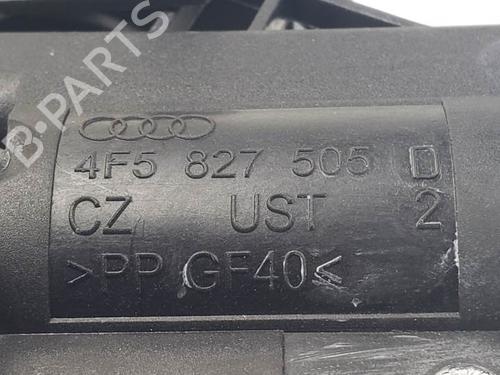 B-PARTS
4F5 827 505 D
CZ UST 2
>PP GF40<